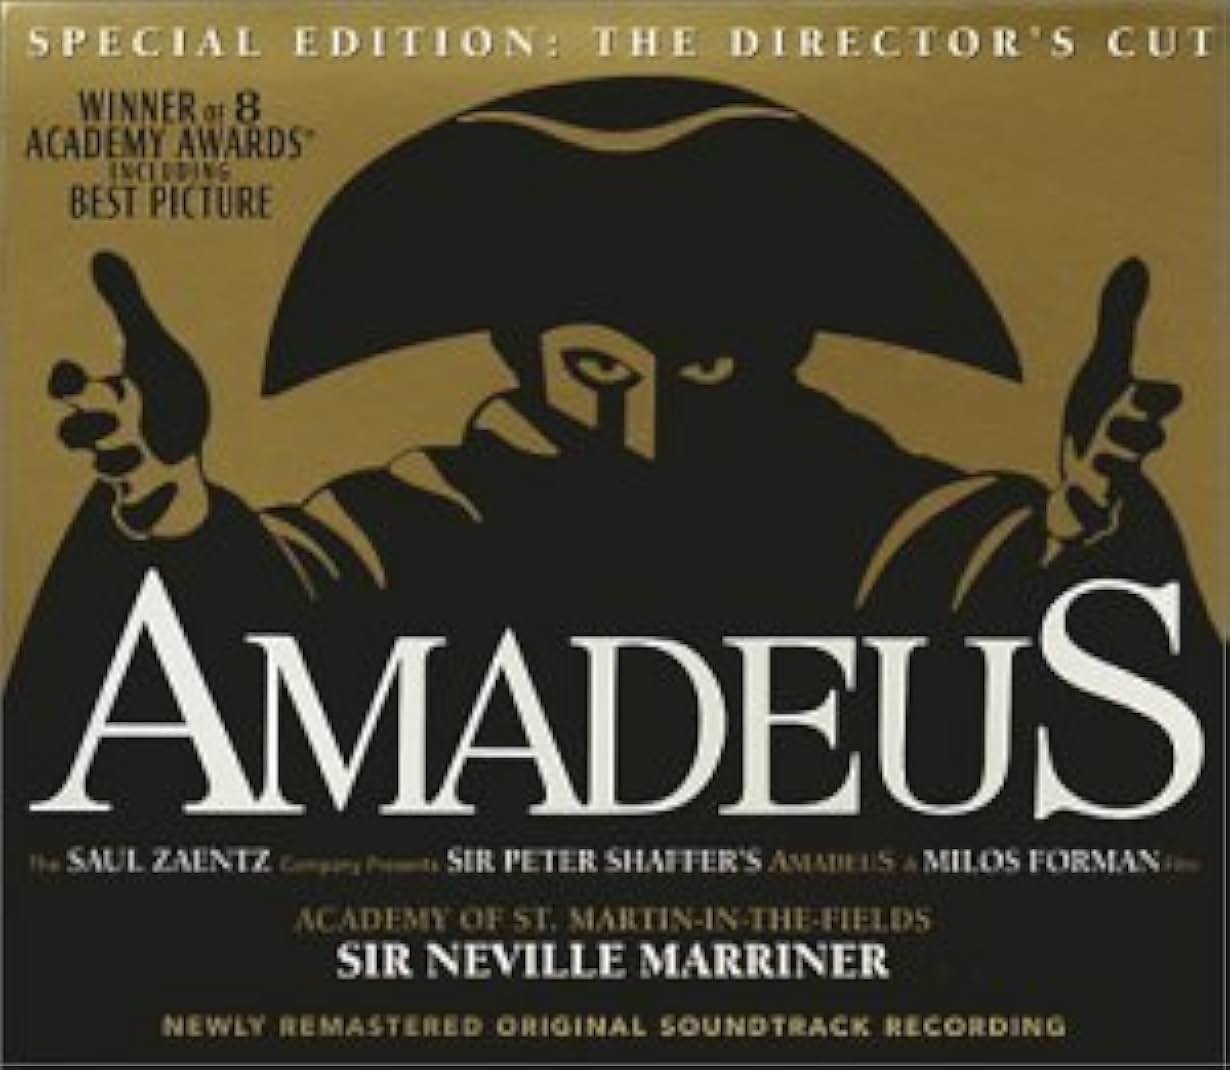 SPECIAL EDITION: THE DIRECTOR'S CUT
WINNER of 8
ACADEMY AWARDS®
INCLUDING
BEST PICTURE
AMADEUS
The SAUL ZAENTZ Company Presents SIR PETER SHAFFER'S AMADEUS A MILOS FORMAN Film
ACADEMY OF ST. MARTIN-IN-THE-FIELDS
SIR NEVILLE MARRINER
NEWLY REMASTERED ORIGINAL SOUNDTRACK RECORDING